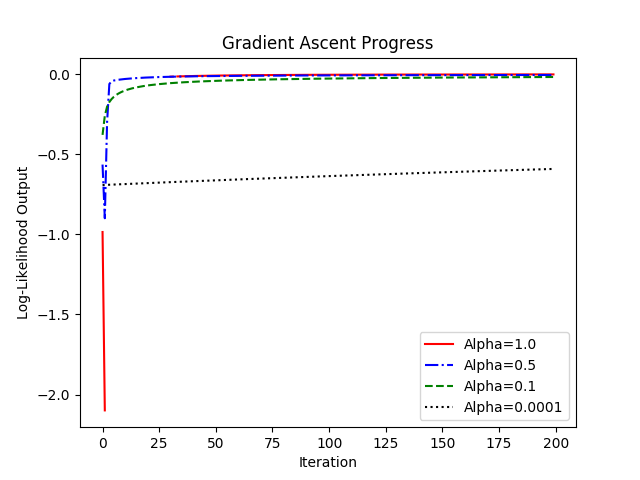 Gradient Ascent Progress
Log-Likelihood Output
0.0
−0.5
−1.0
−1.5
−2.0
0 25 50 75 100 125 150 175 200
Iteration
Alpha=1.0
Alpha=0.5
Alpha=0.1
Alpha=0.0001